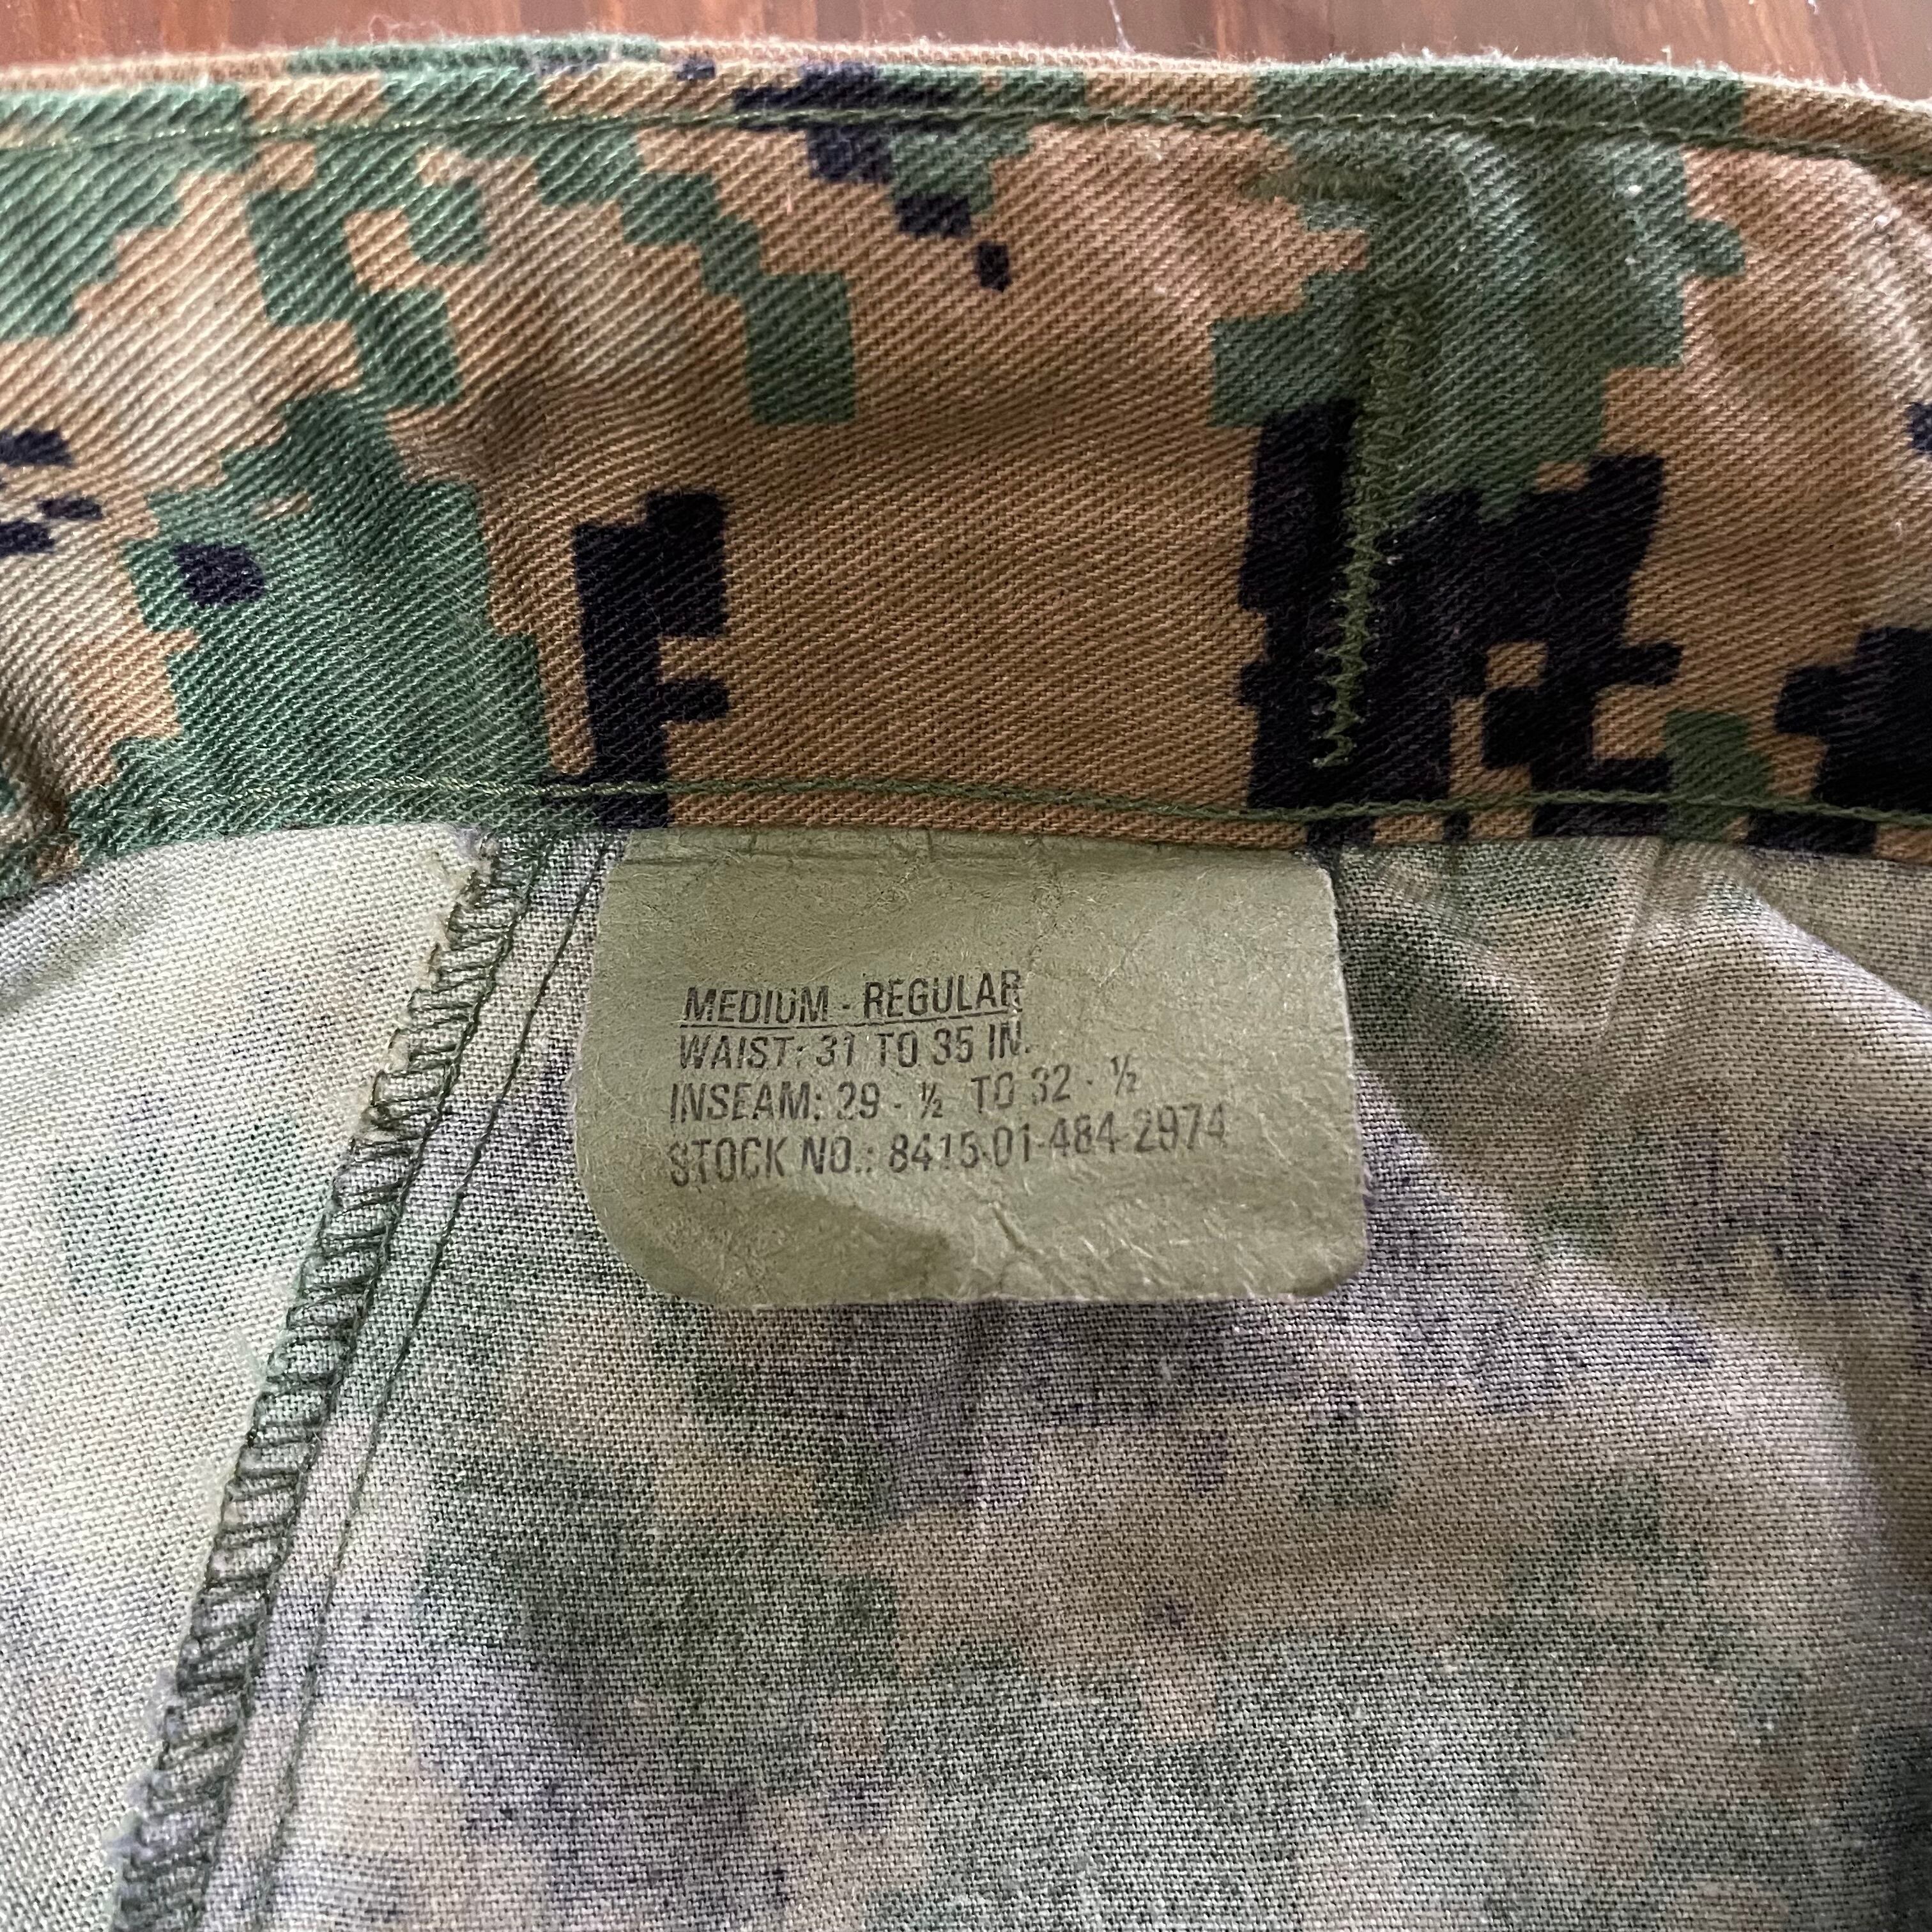 MEDIUM - REGULAR
WAIST: 31 TO 35 IN.
INSEAM: 29 - ½ TO 32 - ½
STOCK NO.: 8415-01-484-2974